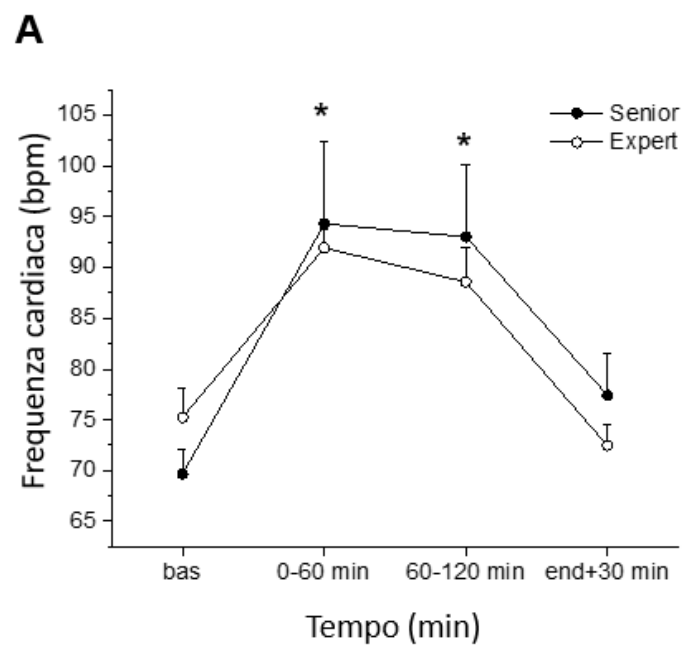 A
*
*
Senior
Expert
Frequenza cardiaca (bpm)
105
100
95
90
85
80
75
70
65
bas 0-60 min 60-120 min end+30 min
Tempo (min)